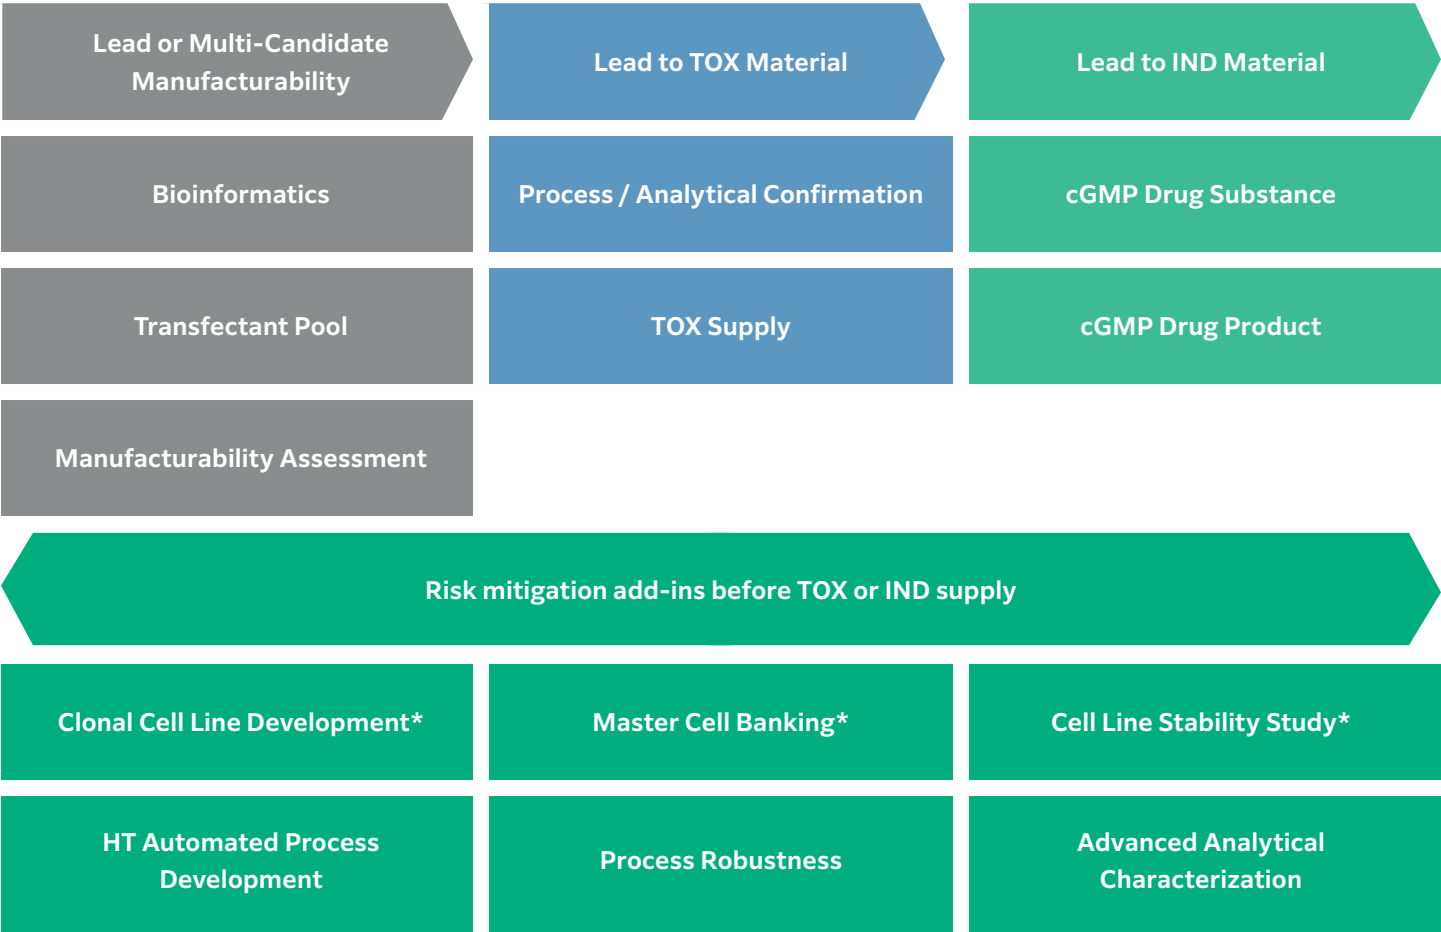 Lead or Multi-Candidate
Manufacturability
Lead to TOX Material
Lead to IND Material
Bioinformatics
Process / Analytical Confirmation
cGMP Drug Substance
Transfectant Pool
TOX Supply
cGMP Drug Product
Manufacturability Assessment
Risk mitigation add-ins before TOX or IND supply
Clonal Cell Line Development*
Master Cell Banking*
Cell Line Stability Study*
HT Automated Process
Development
Process Robustness
Advanced Analytical
Characterization